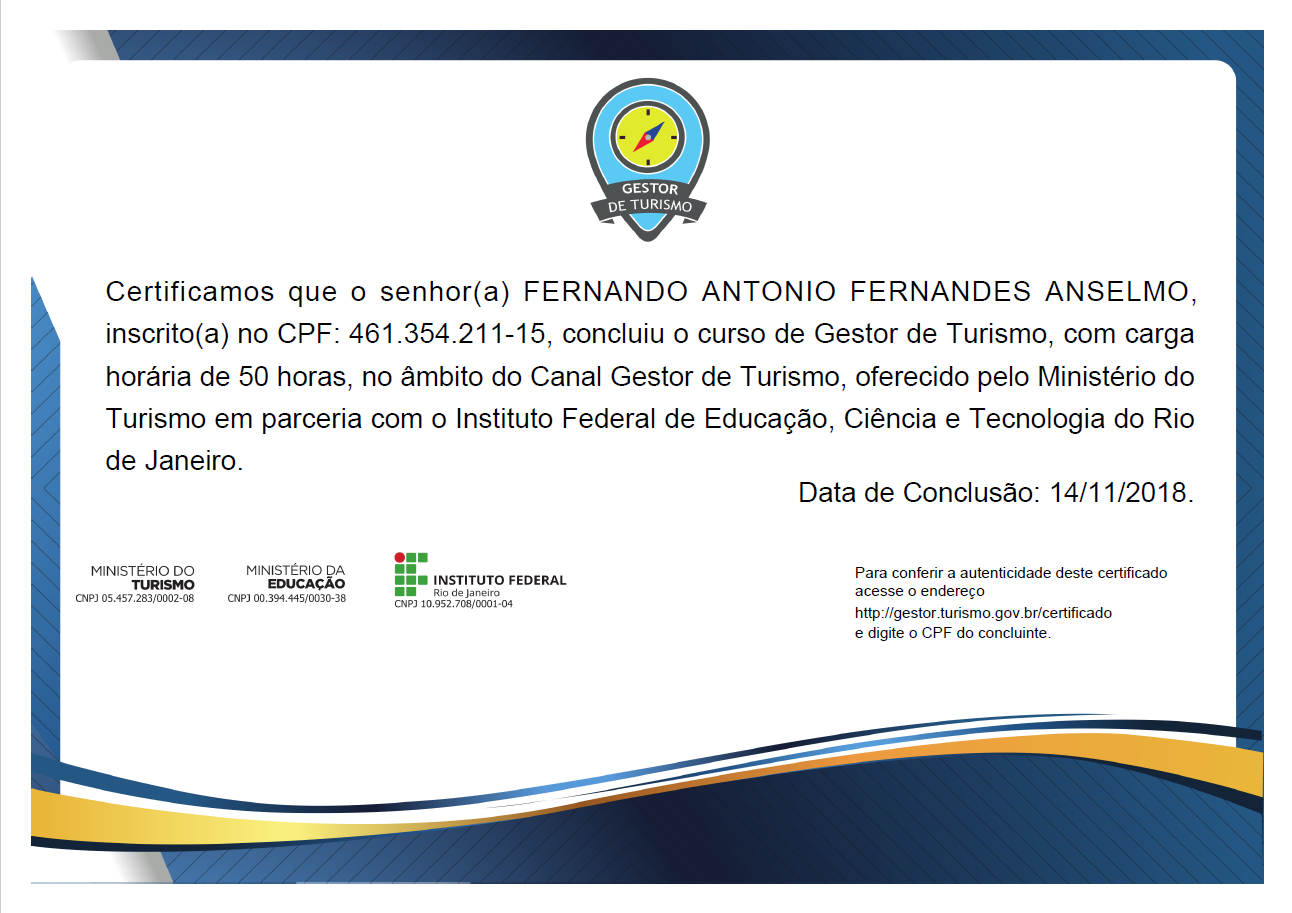 GESTOR
DE TURISMO
Certificamos que o senhor(a) FERNANDO ANTONIO FERNANDES ANSELMO,
inscrito(a) no CPF: 461.354.211-15, concluiu o curso de Gestor de Turismo, com carga
horária de 50 horas, no âmbito do Canal Gestor de Turismo, oferecido pelo Ministério do
Turismo em parceria com o Instituto Federal de Educação, Ciência e Tecnologia do Rio
de Janeiro.
Data de Conclusão: 14/11/2018.
MINISTÉRIO DO
TURISMO
CNPJ 05.457.283/0002-08
MINISTÉRIO DA
EDUCAÇÃO
CNPJ 00.394.445/0030-38
INSTITUTO FEDERAL
Rio de Janeiro
CNPJ 10.952.708/0001-04
Para conferir a autenticidade deste certificado
acesse o endereço
http://gestor.turismo.gov.br/certificado
e digite o CPF do concluinte.